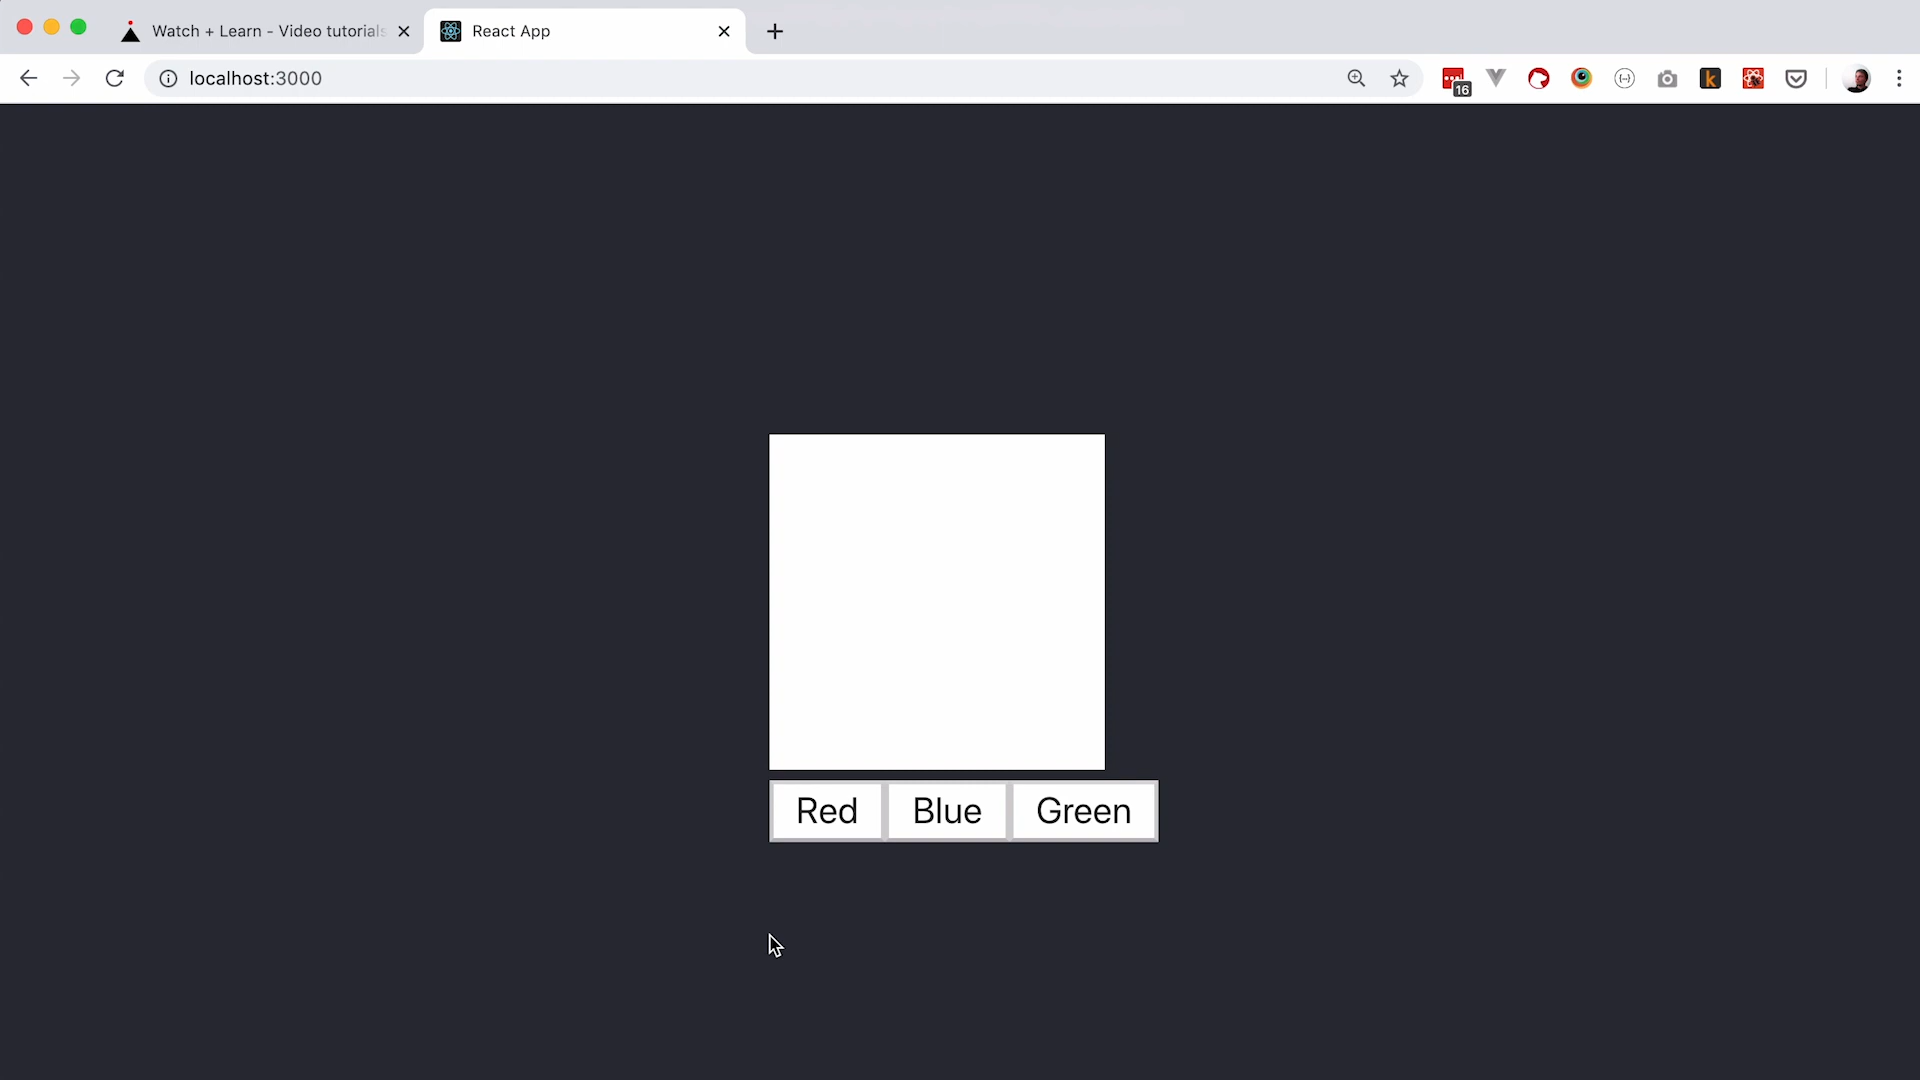 Watch + Learn - Video tutorials
React App
localhost:3000
16
k
Red
Blue
Green